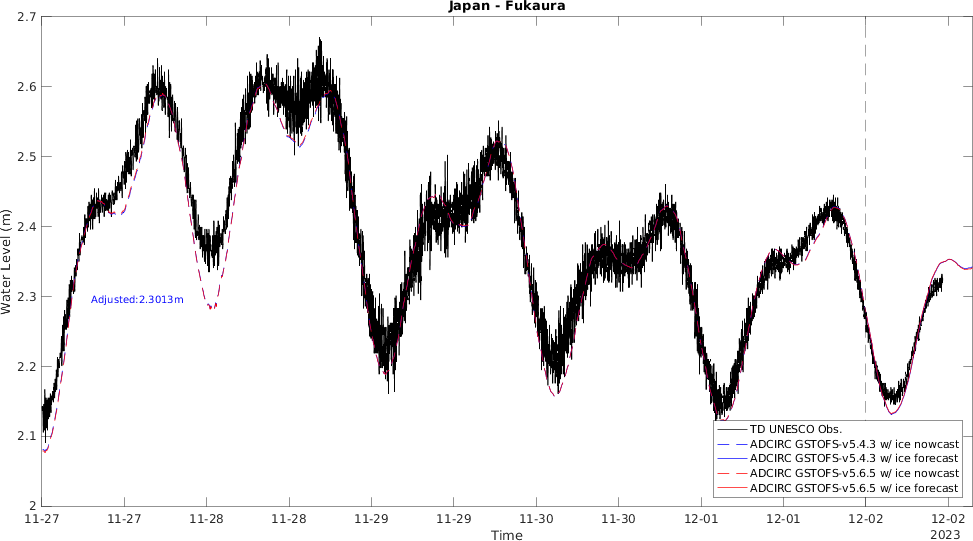 Japan - Fukaura
2.7
2.6
2.5
2.4
2.3
2.2
2.1
2
Water Level (m)
Adjusted:2.3013m
TD UNESCO Obs.
ADCIRC GSTOFS-v5.4.3 w/ ice nowcast
ADCIRC GSTOFS-v5.4.3 w/ ice forecast
ADCIRC GSTOFS-v5.6.5 w/ ice nowcast
ADCIRC GSTOFS-v5.6.5 w/ ice forecast
11-27 11-27 11-28 11-28 11-29 11-29 11-30 11-30 12-01 12-01 12-02 12-02
2023
Time